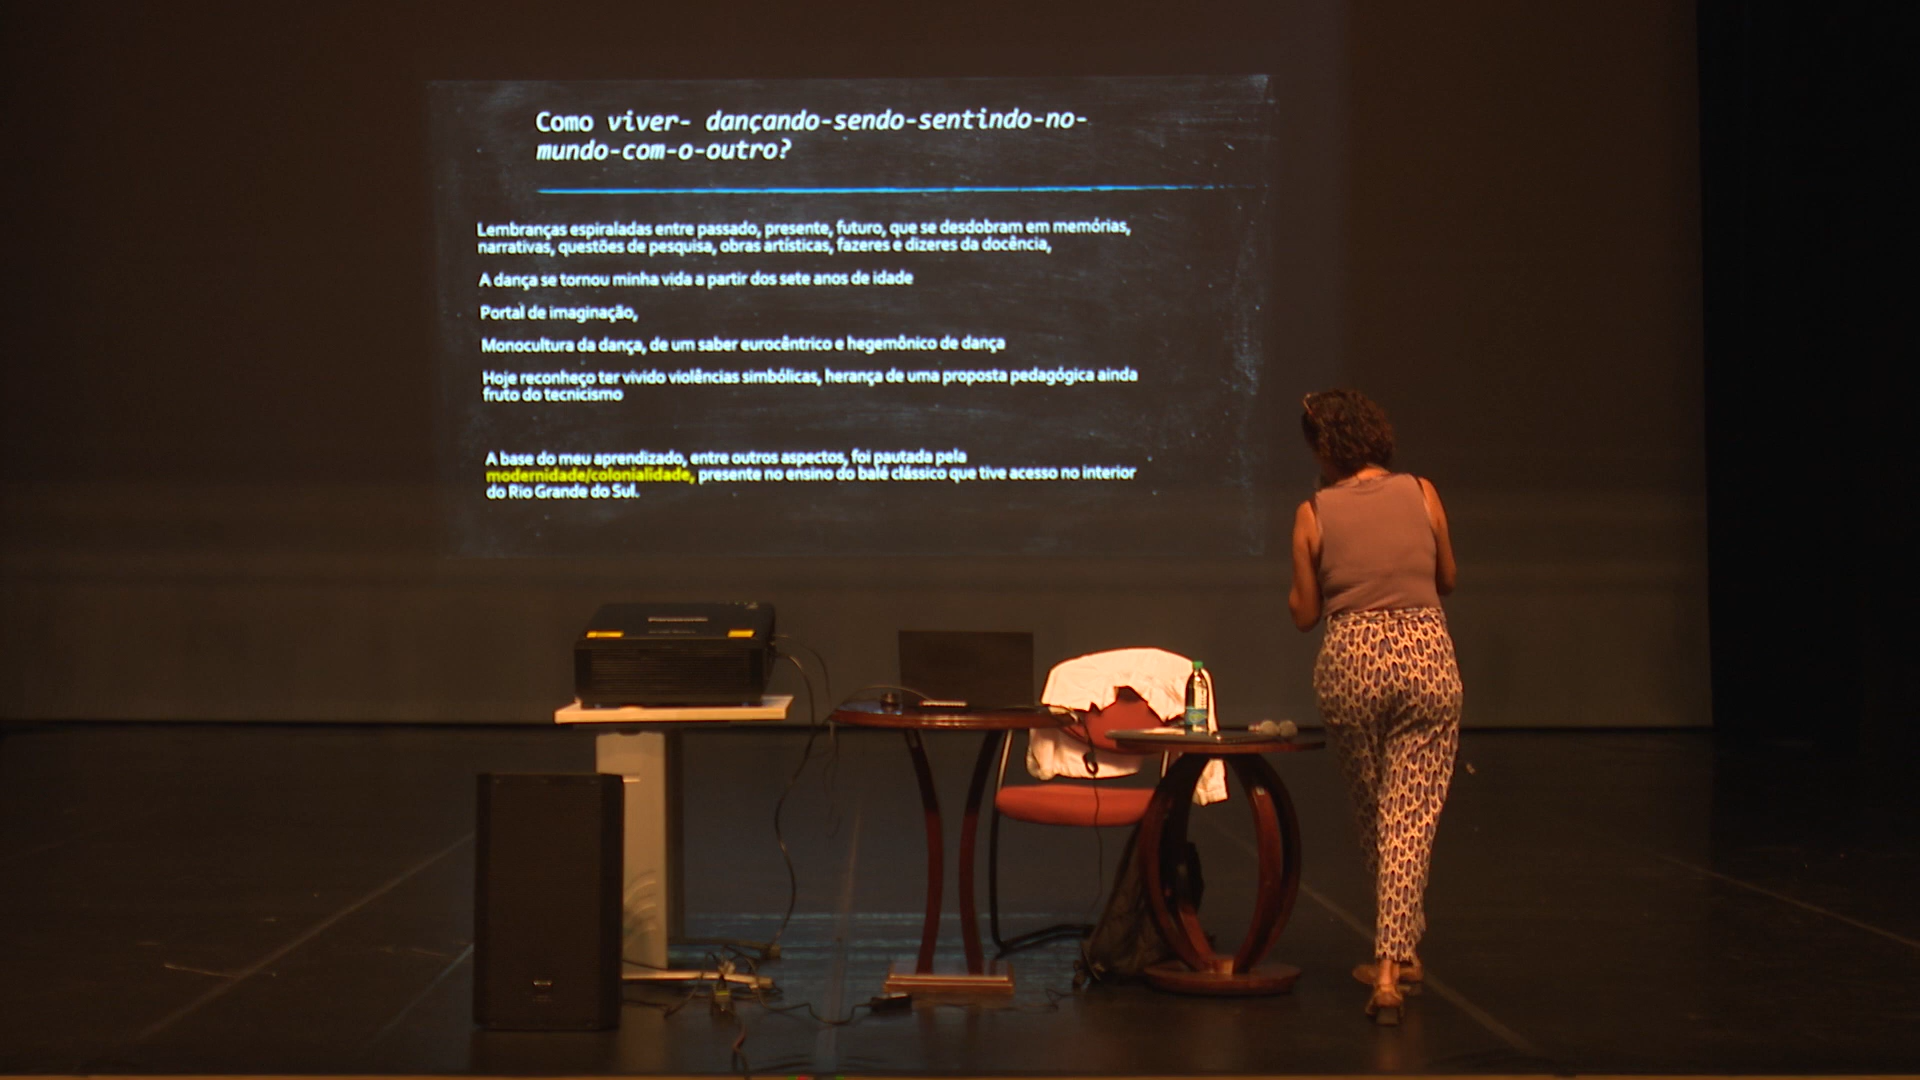 Como viver- dançando-sendo-sentindo-no-
mundo-com-o-outro?
Lembranças espiraladas entre passado, presente, futuro, que se desdobram em memórias,
narrativas, questões de pesquisa, obras artísticas, fazeres e dizeres da docência,
A dança se tornou minha vida a partir dos sete anos de idade
Portal de imaginação,
Monocultura da dança, de um saber eurocêntrico e hegemônico de dança
Hoje reconheço ter vivido violências simbólicas, herança de uma proposta pedagógica ainda
fruto do tecnicismo
A base do meu aprendizado, entre outros aspectos, foi pautada pela
modernidade/colonialidade, presente no ensino do balé clássico que tive acesso no interior
do Rio Grande do Sul.